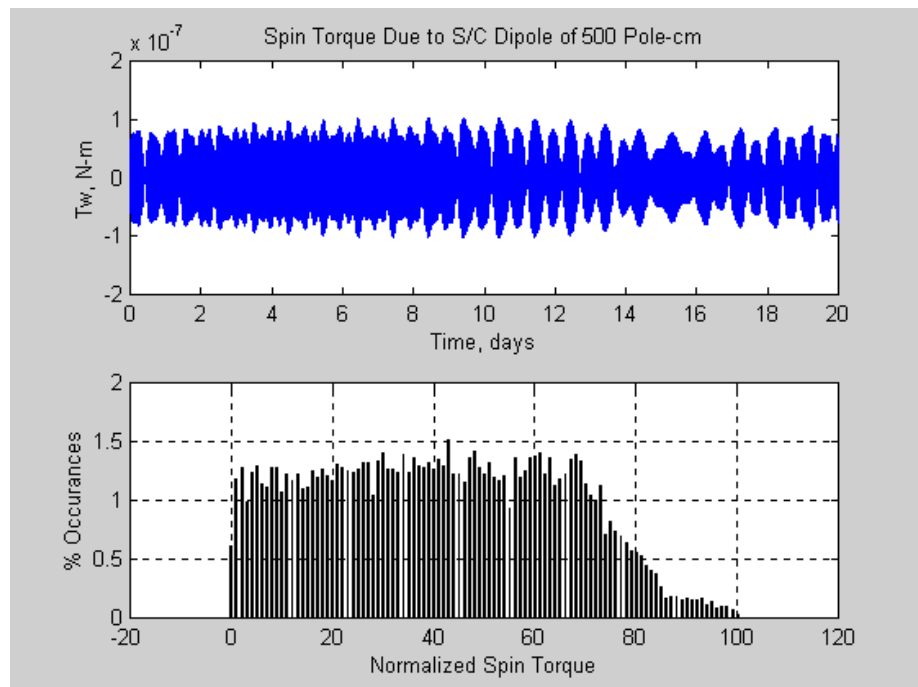 Spin Torque Due to S/C Dipole of 500 Pole-cm
x 10^-7
2
1
0
-1
-2
Tw, N-m
0 2 4 6 8 10 12 14 16 18 20
Time, days
2
1.5
1
0.5
0
% Occurances
-20 0 20 40 60 80 100 120
Normalized Spin Torque